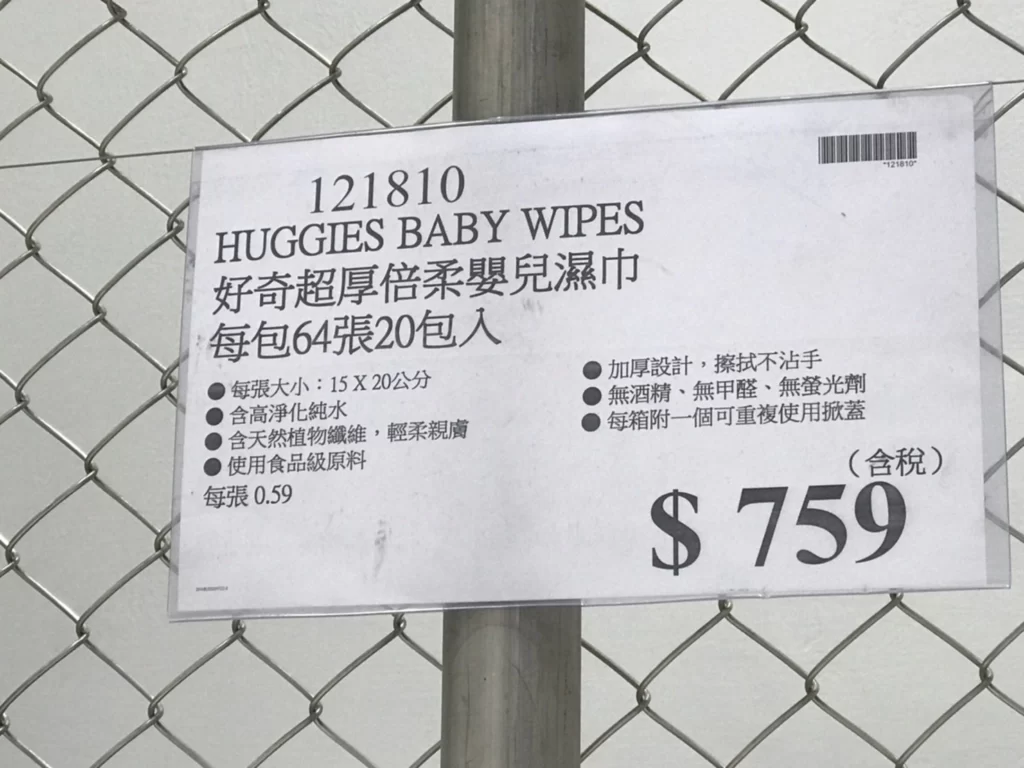 121810
"121810"
HUGGIES BABY WIPES
好奇超厚倍柔嬰兒濕巾
每包64張20包入
●每張大小：15 X 20公分
●含高淨化純水
●含天然植物纖維，輕柔親膚
●使用食品級原料
每張 0.59
●加厚設計，擦拭不沾手
●無酒精、無甲醛、無螢光劑
●每箱附一個可重複使用掀蓋
（含稅）
$ 759